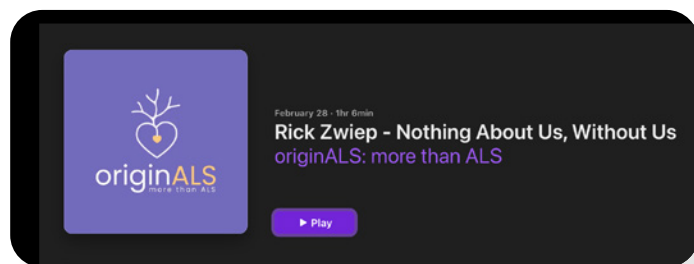 originALS
more than ALS
February 28 · 1hr 6min
Rick Zwiep - Nothing About Us, Without Us
originALS: more than ALS
Play